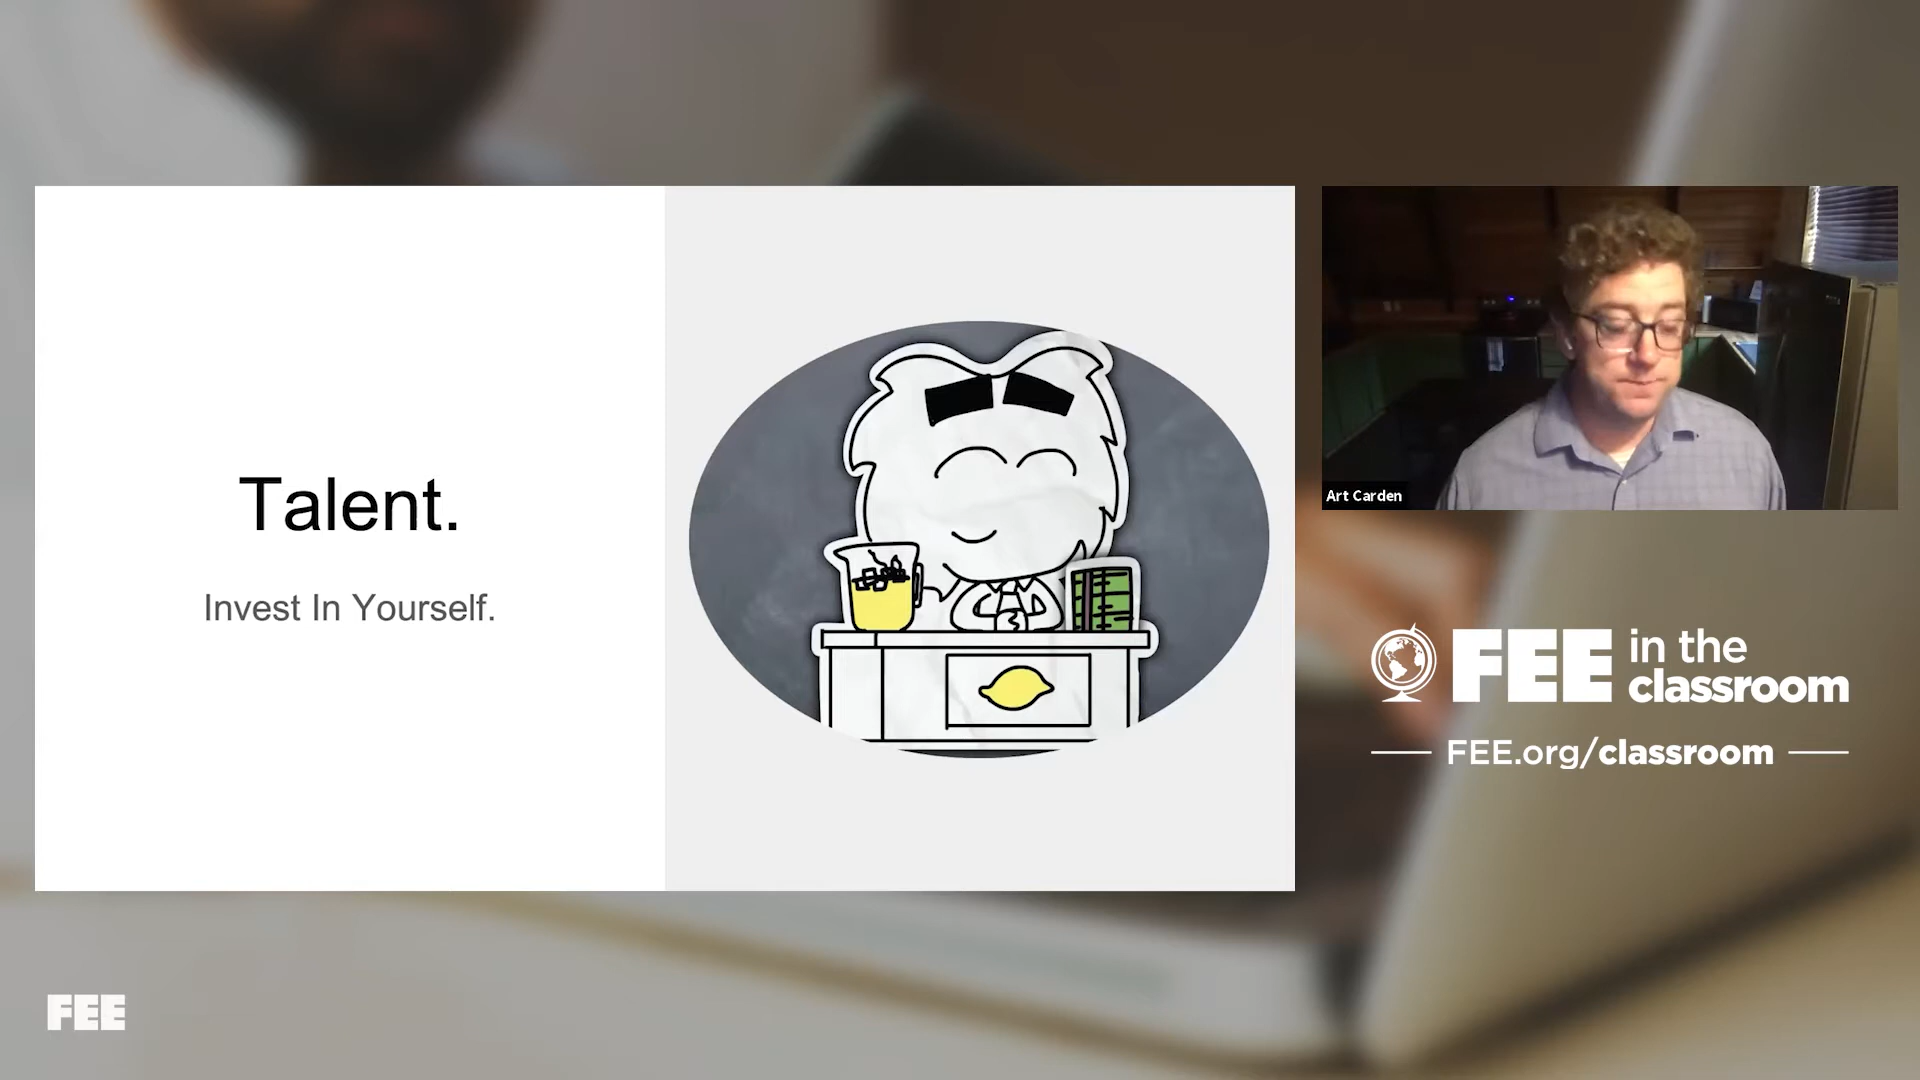 Talent.
Invest In Yourself.
Art Carden
FEE in the
classroom
FEE.org/classroom
FEE